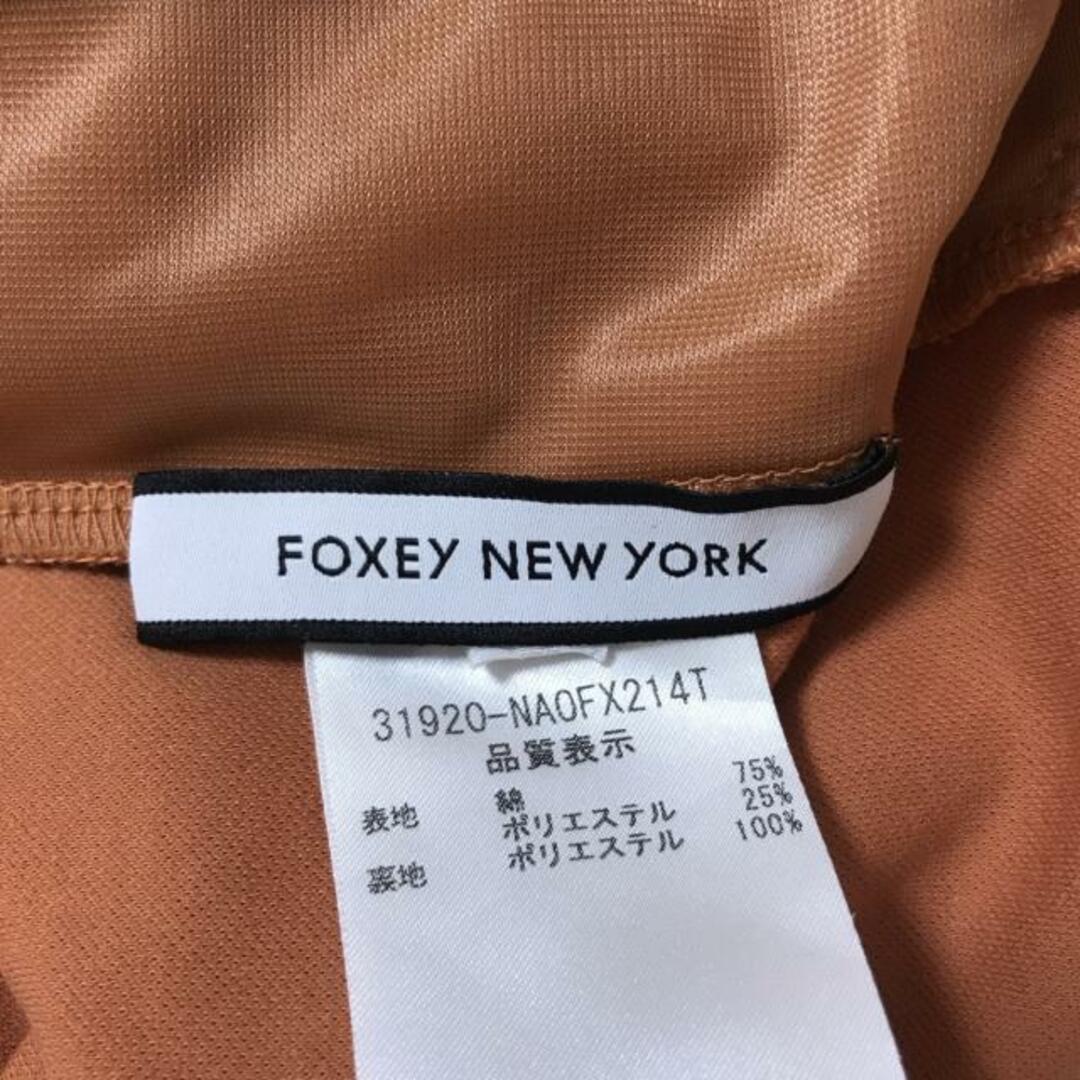 FOXEY NEW YORK
31920-NA0FX214T
品質表示
表地 綿 75%
ポリエステル 25%
裏地 ポリエステル 100%